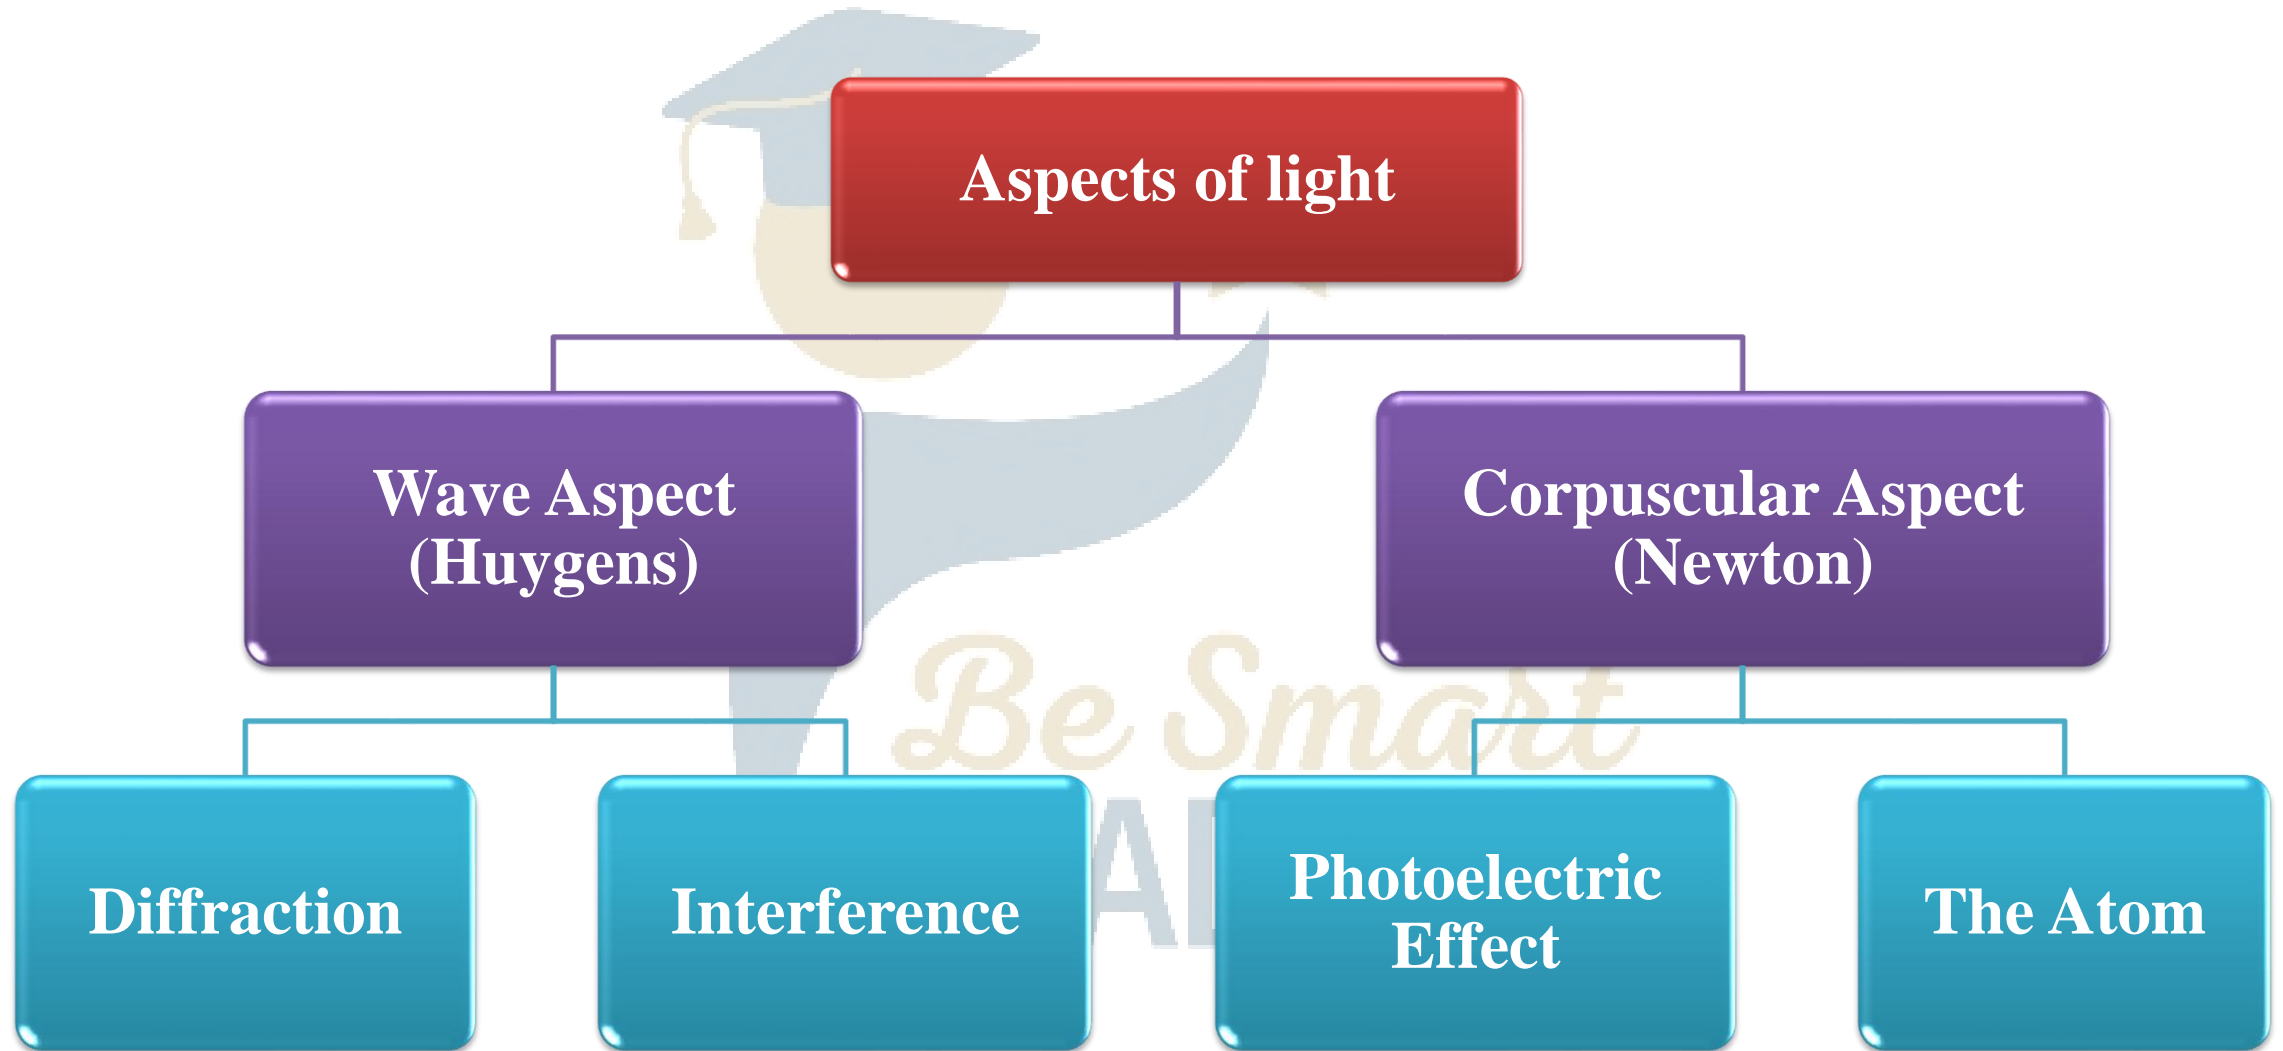 Aspects of light
Wave Aspect
(Huygens)
Corpuscular Aspect
(Newton)
Be Smart
Diffraction
Interference
Photoelectric
Effect
The Atom